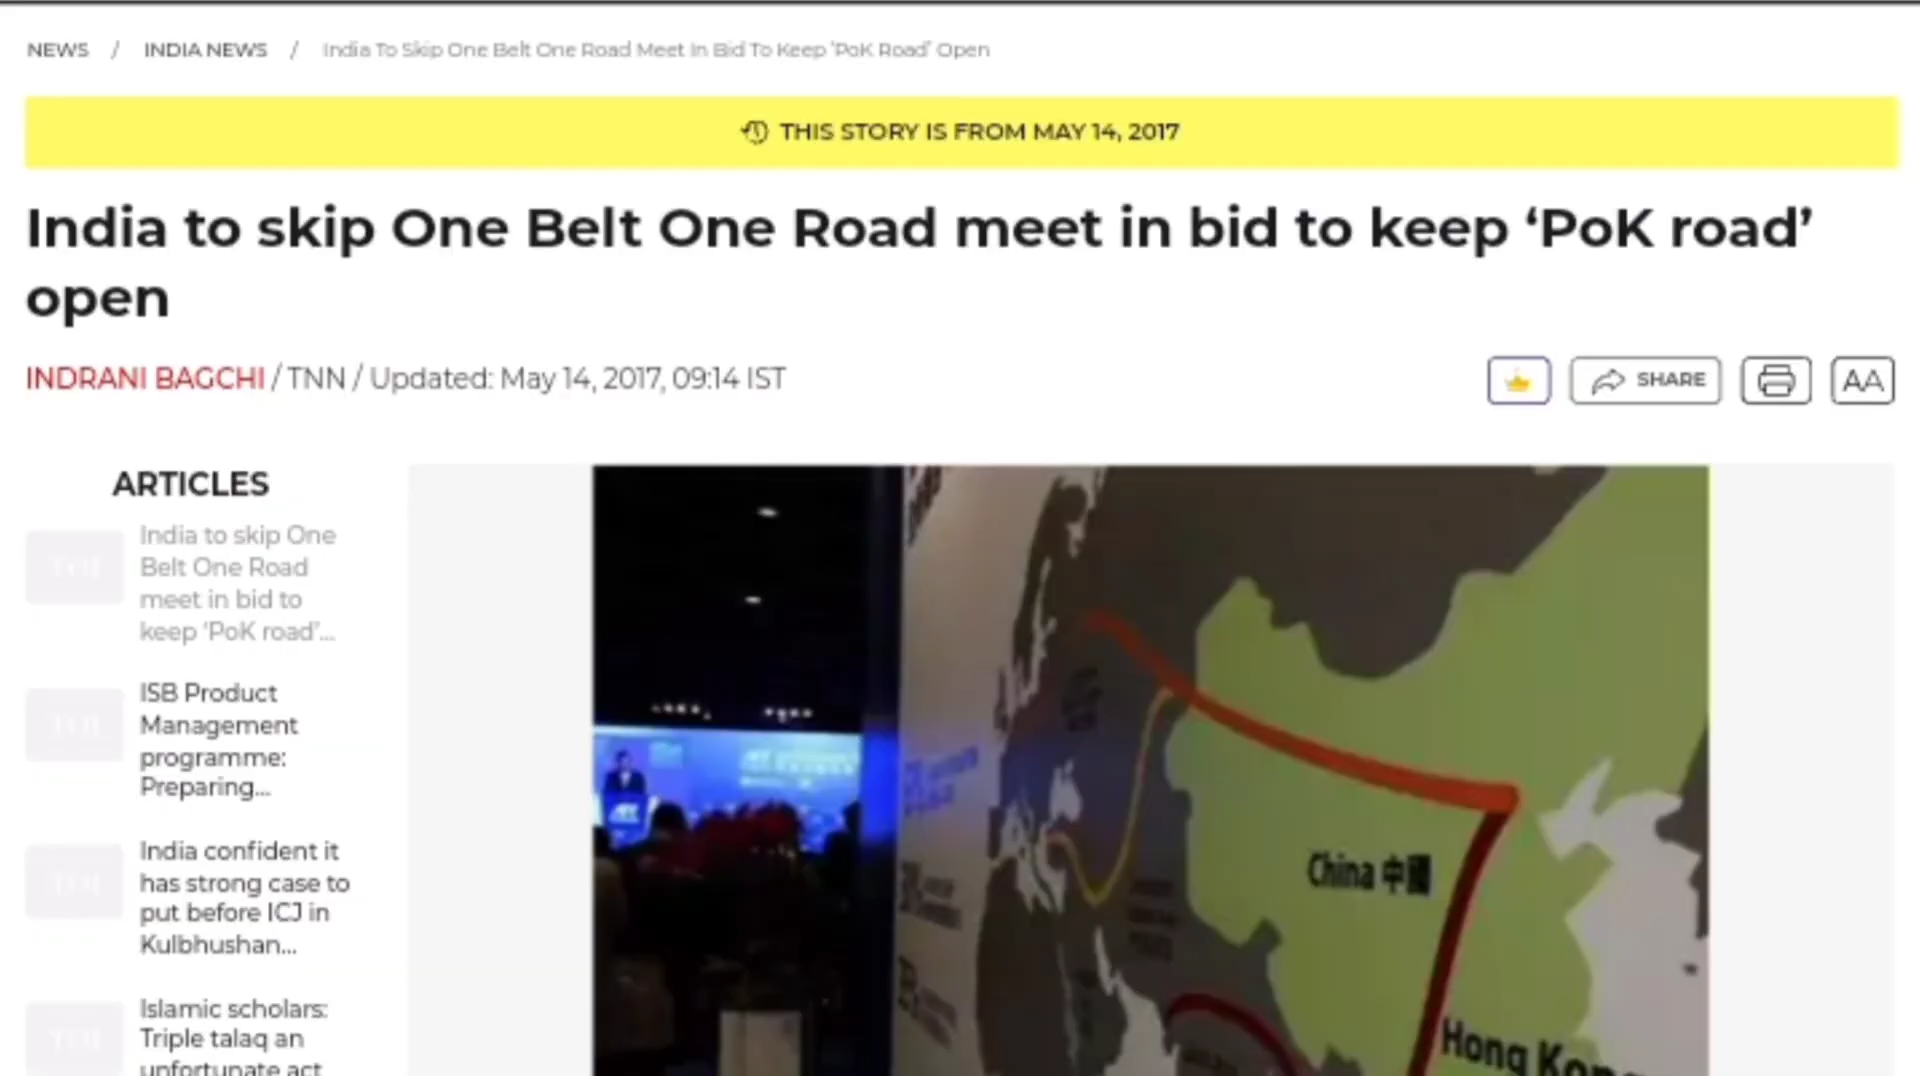 NEWS / INDIA NEWS / India To Skip One Belt One Road Meet In Bid To Keep 'PoK Road' Open
THIS STORY IS FROM MAY 14, 2017
India to skip One Belt One Road meet in bid to keep ‘PoK road’
open
INDRANI BAGCHI / TNN / Updated: May 14, 2017, 09:14 IST
SHARE
AA
ARTICLES
India to skip One
Belt One Road
meet in bid to
keep ‘PoK road’...
ISB Product
Management
programme:
Preparing...
India confident it
has strong case to
put before ICJ in
Kulbhushan...
Islamic scholars:
Triple talaq an
unfortunate act
China 中國
Hong Kong